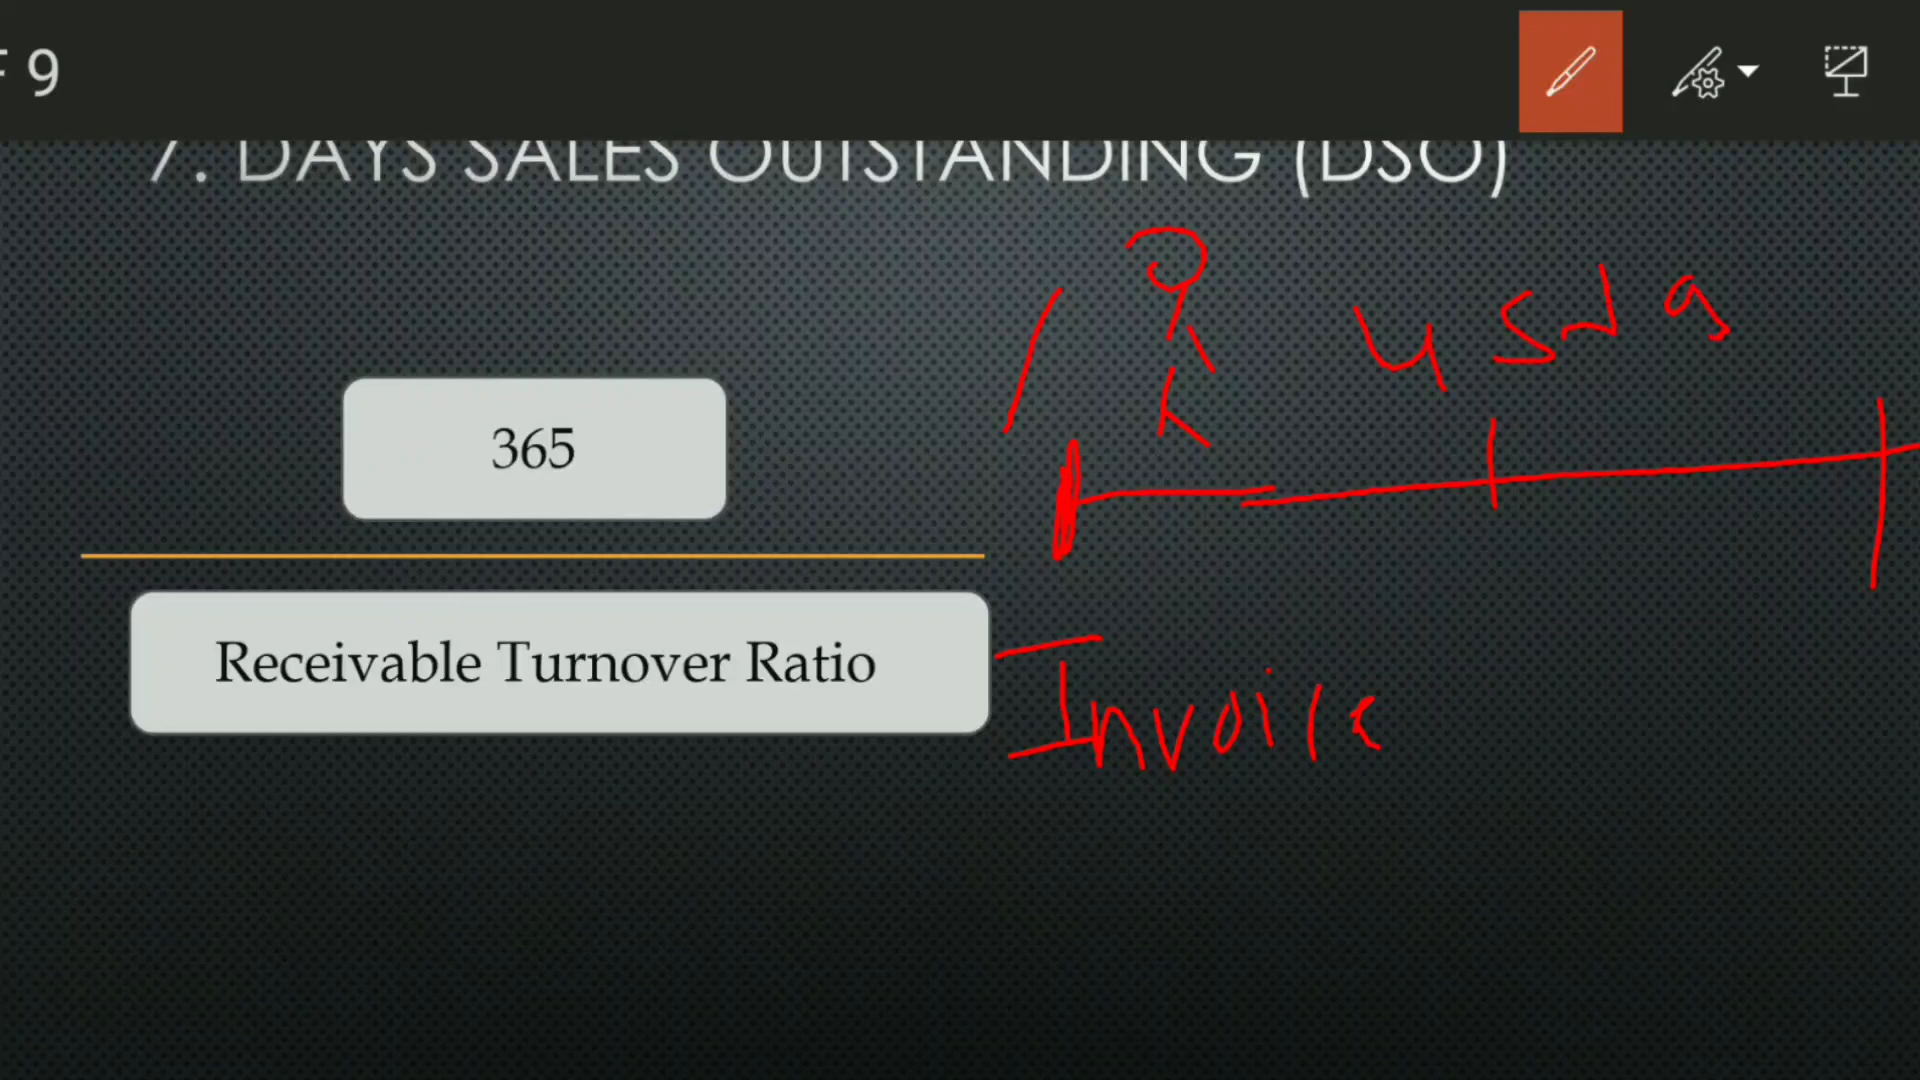 F 9
7. DAYS SALES OUTSTANDING (DSO)
365
Receivable Turnover Ratio
Invoice